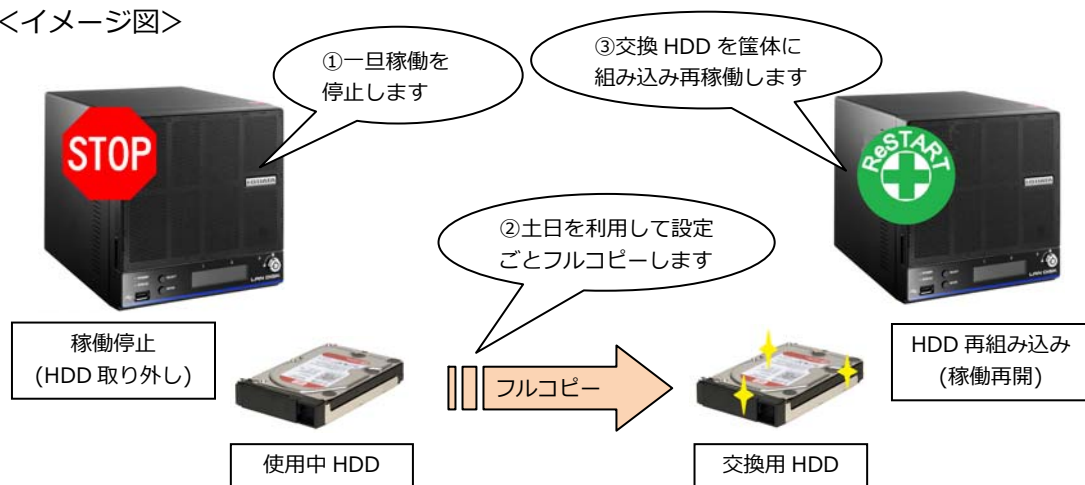 ＜イメージ図＞
①一旦稼働を
停止します
③交換 HDD を筐体に
組み込み再稼働します
STOP
ReSTART
②土日を利用して設定
ごとフルコピーします
LAN DISK
LAN DISK
稼働停止
(HDD 取り外し)
HDD 再組み込み
(稼働再開)
フルコピー
使用中 HDD
交換用 HDD